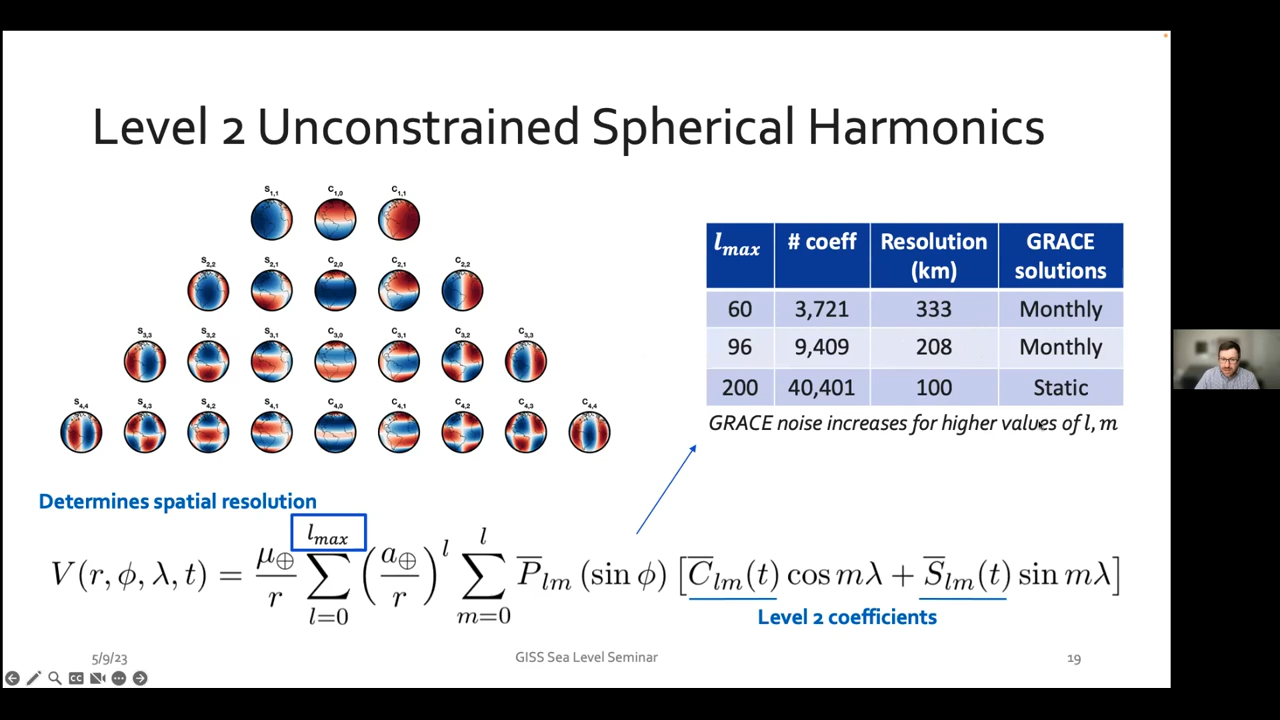 Level 2 Unconstrained Spherical Harmonics
S1,1 C1,0 C1,1
S2,2 S2,1 C2,0 C2,1 C2,2
S3,3 S3,2 S3,1 C3,0 C3,1 C3,2 C3,3
S4,4 S4,3 S4,2 S4,1 C4,0 C4,1 C4,2 C4,3 C4,4
l_max # coeff Resolution (km) GRACE solutions
60 3,721 333 Monthly
96 9,409 208 Monthly
200 40,401 100 Static
GRACE noise increases for higher values of l, m
Determines spatial resolution
V(r, ϕ, λ, t) = μ⊕/r ∑_{l=0}^{l_max} (a⊕/r)^l ∑_{m=0}^{l} P̅_lm (sin ϕ) [C̅_lm(t) cos mλ + S̅_lm(t) sin mλ]
Level 2 coefficients
5/9/23 GISS Sea Level Seminar 19
CC